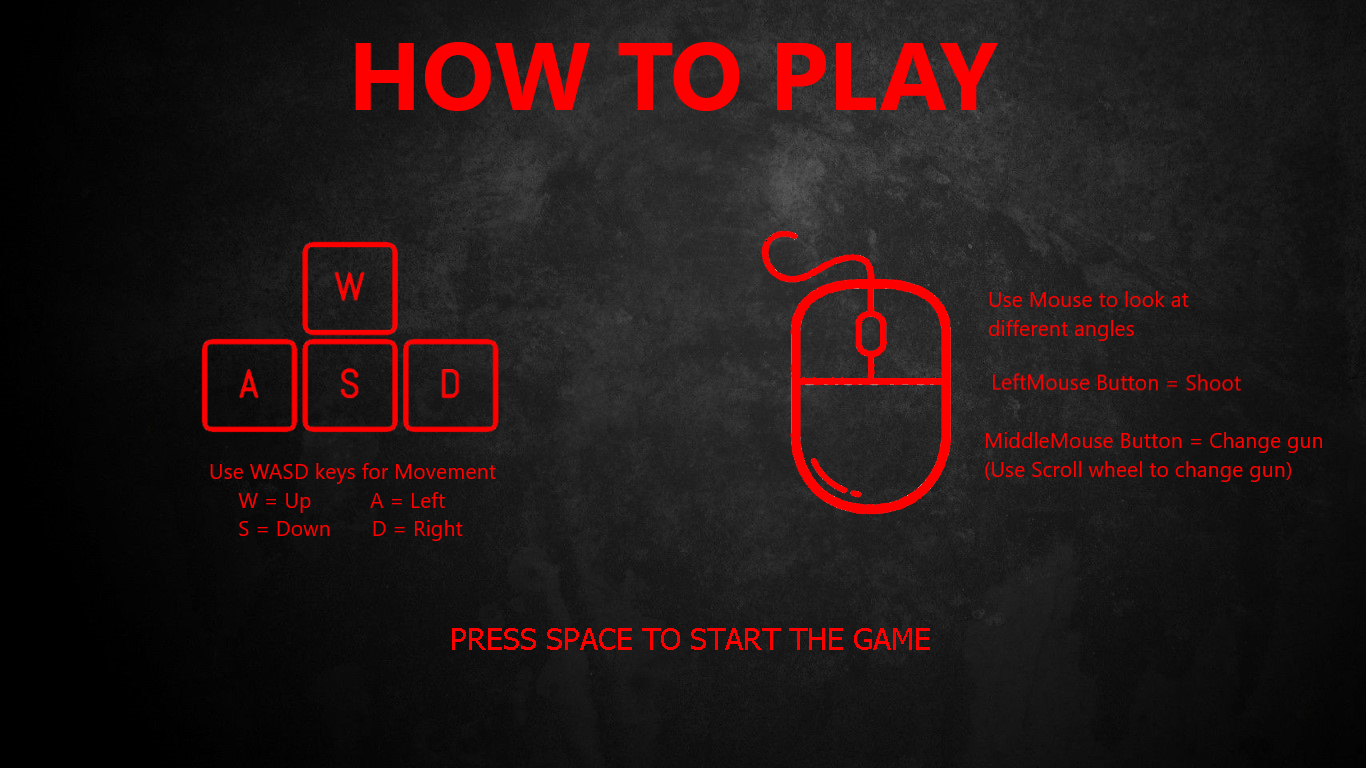 HOW TO PLAY
W
A S D
Use WASD keys for Movement
W = Up A = Left
S = Down D = Right
Use Mouse to look at
different angles
LeftMouse Button = Shoot
MiddleMouse Button = Change gun
(Use Scroll wheel to change gun)
PRESS SPACE TO START THE GAME